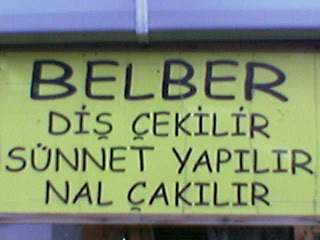 BELBER
DİŞ ÇEKİLİR
SÜNNET YAPILIR
NAL ÇAKILIR